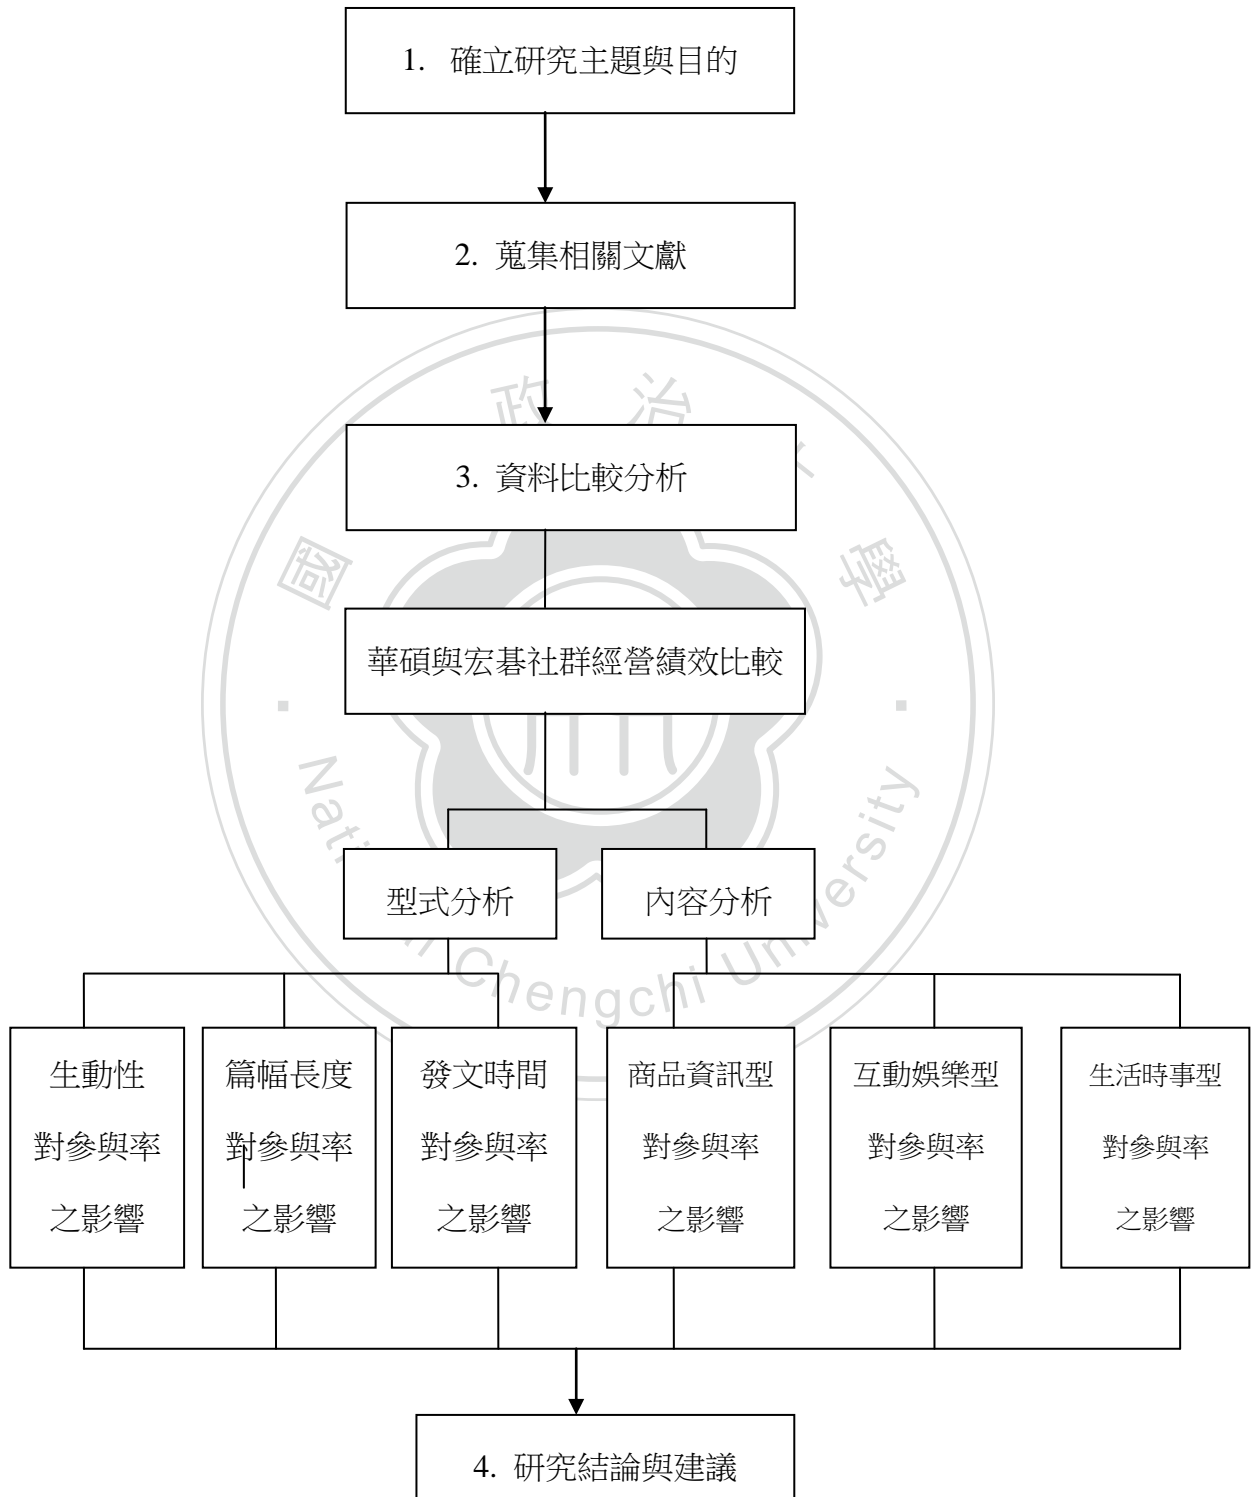 1. 確立研究主題與目的
2. 蒐集相關文獻
政 治
3. 資料比較分析
國
學
華碩與宏碁社群經營績效比較
型式分析
內容分析
Chengchi
生動性
對參與率
之影響
篇幅長度
對參與率
之影響
發文時間
對參與率
之影響
商品資訊型
對參與率
之影響
互動娛樂型
對參與率
之影響
生活時事型
對參與率
之影響
4. 研究結論與建議